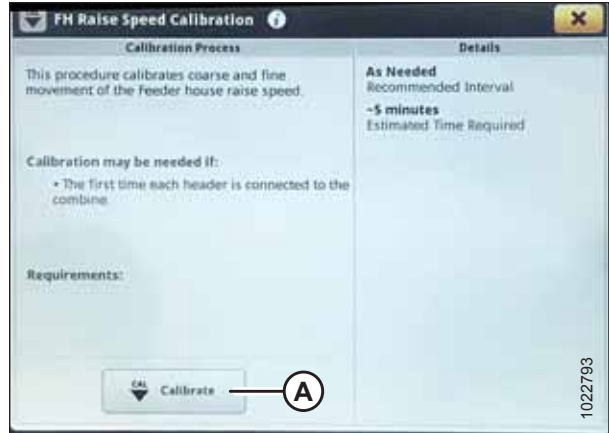 FH Raise Speed Calibration i
Calibration Process
This procedure calibrates coarse and fine
movement of the Feeder house raise speed.
Calibration may be needed if:
• The first time each header is connected to the
combine.
Requirements:
CAL Calibrate
A
Details
As Needed
Recommended Interval
~5 minutes
Estimated Time Required
1022793